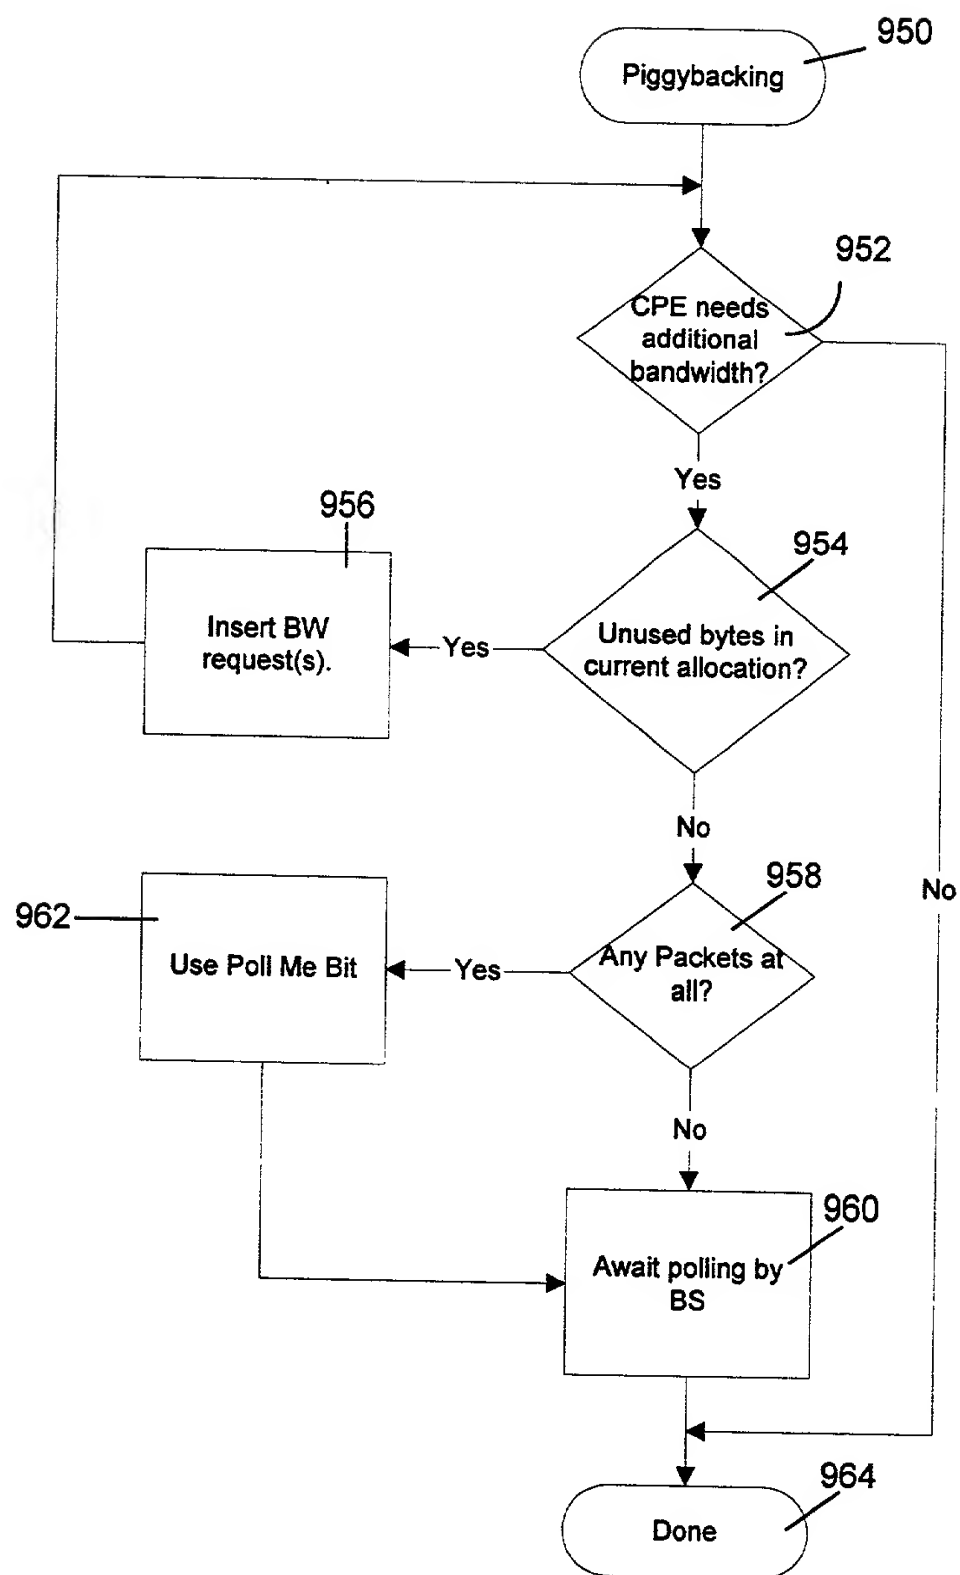 950
Piggybacking
952
CPE needs
additional
bandwidth?
Yes
956
954
Insert BW
request(s).
Yes
Unused bytes in
current allocation?
No
958
No
962
Use Poll Me Bit
Yes
Any Packets at
all?
No
960
Await polling by
BS
964
Done